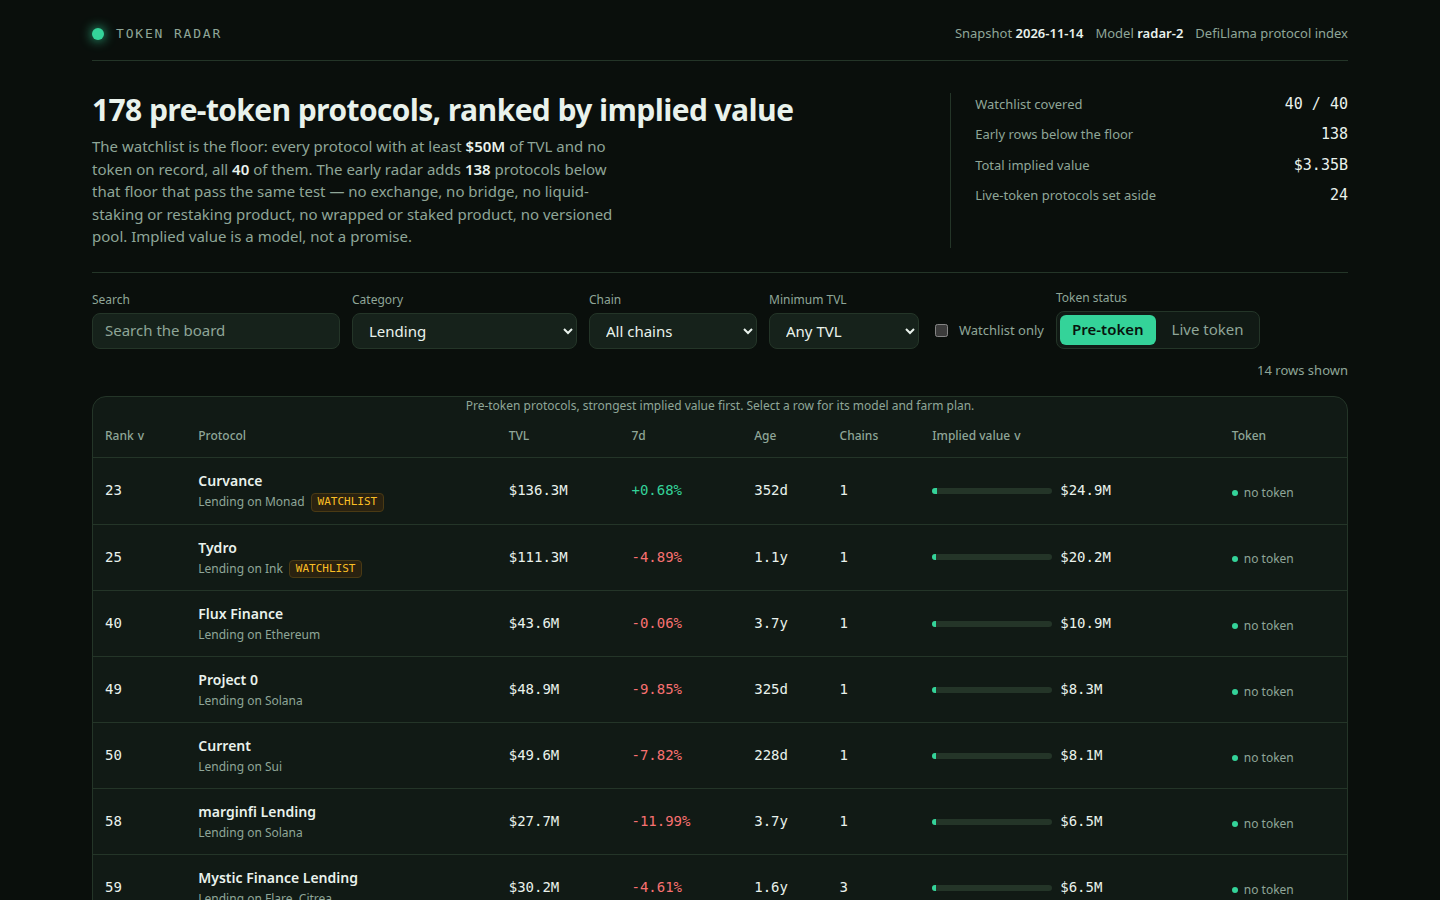 TOKEN RADAR
Snapshot 2026-11-14 Model radar-2 DefiLlama protocol index
178 pre-token protocols, ranked by implied value
The watchlist is the floor: every protocol with at least $50M of TVL and no
token on record, all 40 of them. The early radar adds 138 protocols below
that floor that pass the same test — no exchange, no bridge, no liquid-
staking or restaking product, no wrapped or staked product, no versioned
pool. Implied value is a model, not a promise.
Watchlist covered 40 / 40
Early rows below the floor 138
Total implied value $3.35B
Live-token protocols set aside 24
Search Category Chain Minimum TVL Token status
Search the board Lending All chains Any TVL Watchlist only Pre-token Live token
14 rows shown
Pre-token protocols, strongest implied value first. Select a row for its model and farm plan.
Rank v Protocol TVL 7d Age Chains Implied value v Token
Curvance
23 $136.3M +0.68% 352d 1 $24.9M no token
Lending on Monad WATCHLIST
Tydro
25 $111.3M -4.89% 1.1y 1 $20.2M no token
Lending on Ink WATCHLIST
Flux Finance
40 $43.6M -0.06% 3.7y 1 $10.9M no token
Lending on Ethereum
Project 0
49 $48.9M -9.85% 325d 1 $8.3M no token
Lending on Solana
Current
50 $49.6M -7.82% 228d 1 $8.1M no token
Lending on Sui
marginfi Lending
58 $27.7M -11.99% 3.7y 1 $6.5M no token
Lending on Solana
Mystic Finance Lending
59 $30.2M -4.61% 1.6y 3 $6.5M no token
Lending on Flare, Citrea